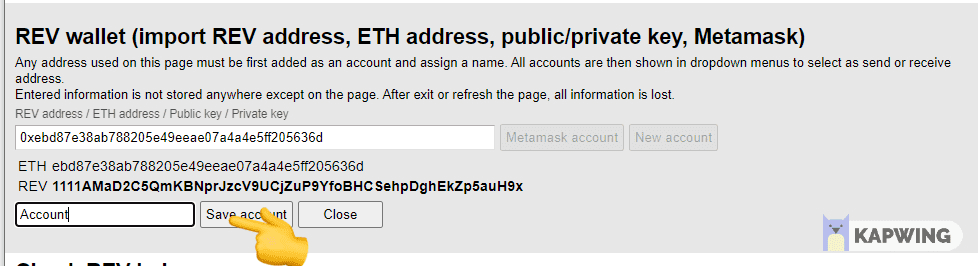 REV wallet (import REV address, ETH address, public/private key, Metamask)
Any address used on this page must be first added as an account and assign a name. All accounts are then shown in dropdown menus to select as send or receive
address.
Entered information is not stored anywhere except on the page. After exit or refresh the page, all information is lost.
REV address / ETH address / Public key / Private key
0xebd87e38ab788205e49eeae07a4a4e5ff205636d Metamask account New account
ETH ebd87e38ab788205e49eeae07a4a4e5ff205636d
REV 1111AMaD2C5QmKBNprJzcV9UCjZuP9YfoBHCSehpDghEkZp5auH9x
Account Save account Close
KAPWING